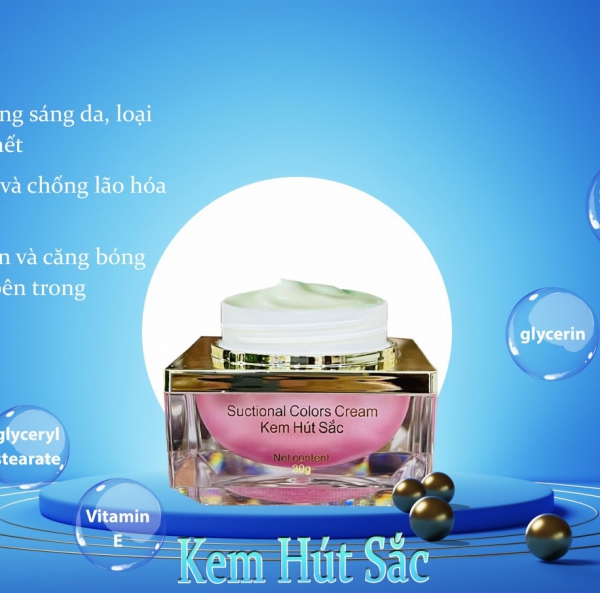 ng sáng da, loại
hết
và chống lão hóa
n và căng bóng
bên trong
glycerin
Suctional Colors Cream
Kem Hút Sắc
Net content
30g
glyceryl
stearate
Vitamin
E
Kem Hút Sắc